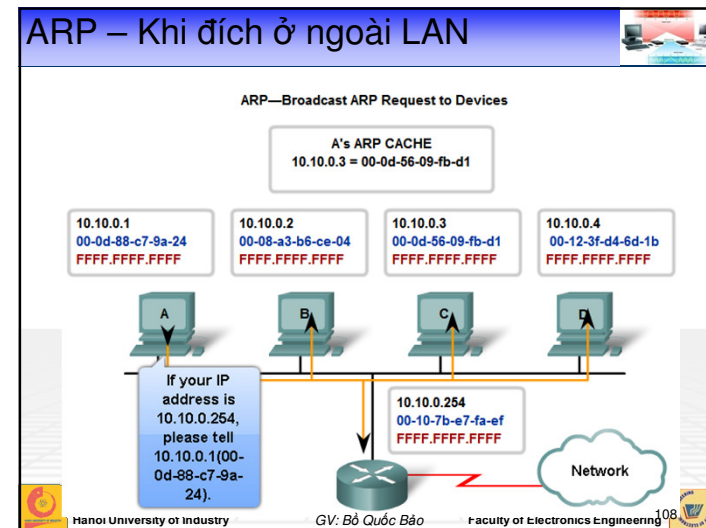 ARP – Khi đích ở ngoài LAN
ARP—Broadcast ARP Request to Devices
A's ARP CACHE
10.10.0.3 = 00-0d-56-09-fb-d1
10.10.0.1
00-0d-88-c7-9a-24
FFFF.FFFF.FFFF
10.10.0.2
00-08-a3-b6-ce-04
FFFF.FFFF.FFFF
10.10.0.3
00-0d-56-09-fb-d1
FFFF.FFFF.FFFF
10.10.0.4
00-12-3f-d4-6d-1b
FFFF.FFFF.FFFF
A
B
C
D
If your IP
address is
10.10.0.254,
please tell
10.10.0.1(00-
0d-88-c7-9a-
24).
10.10.0.254
00-10-7b-e7-fa-ef
FFFF.FFFF.FFFF
Network
Hanoi University of Industry
GV: Bồ Quốc Bảo
Faculty of Electronics Engineering
108